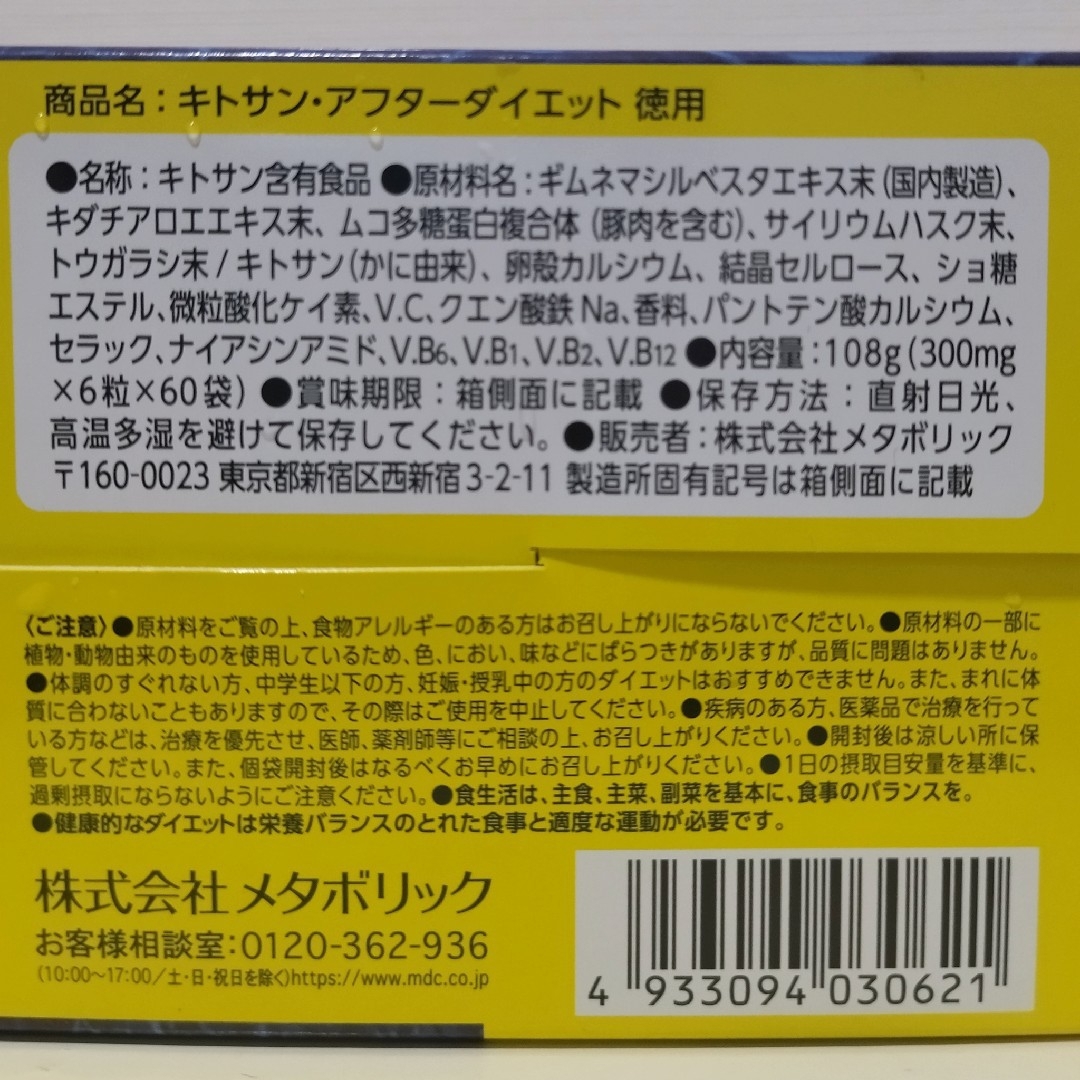 商品名：キトサン・アフターダイエット 徳用
●名称：キトサン含有食品 ●原材料名：ギムネマシルベスタエキス末（国内製造）、
キダチアロエエキス末、ムコ多糖蛋白複合体（豚肉を含む）、サイリウムハスク末、
トウガラシ末/キトサン（かに由来）、卵殻カルシウム、結晶セルロース、ショ糖
エステル、微粒酸化ケイ素、V.C、クエン酸鉄Na、香料、パントテン酸カルシウム、
セラック、ナイアシンアミド、V.B6、V.B1、V.B2、V.B12 ●内容量：108g（300mg
×6粒×60袋） ●賞味期限：箱側面に記載 ●保存方法：直射日光、
高温多湿を避けて保存してください。●販売者：株式会社メタボリック
〒160-0023 東京都新宿区西新宿3-2-11 製造所固有記号は箱側面に記載
〈ご注意〉●原材料をご覧の上、食物アレルギーのある方はお召し上がりにならないでください。●原材料の一部に
植物・動物由来のものを使用しているため、色、におい、味などにばらつきがありますが、品質に問題はありません。
●体調のすぐれない方、中学生以下の方、妊娠・授乳中の方のダイエットはおすすめできません。また、まれに体
質に合わないこともありますので、その際はご使用を中止してください。●疾病のある方、医薬品で治療を行って
いる方などは、治療を優先させ、医師、薬剤師等にご相談の上、お召し上がりください。●開封後は涼しい所に保
管してください。また、個袋開封後はなるべくお早めにお召し上がりください。●1日の摂取目安量を基準に、
過剰摂取にならないようにご注意ください。●食生活は、主食、主菜、副菜を基本に、食事のバランスを。
●健康的なダイエットは栄養バランスのとれた食事と適度な運動が必要です。
株式会社メタボリック
お客様相談室：0120-362-936
（10:00～17:00/土・日・祝日を除く）https://www.mdc.co.jp
4 933094 030621